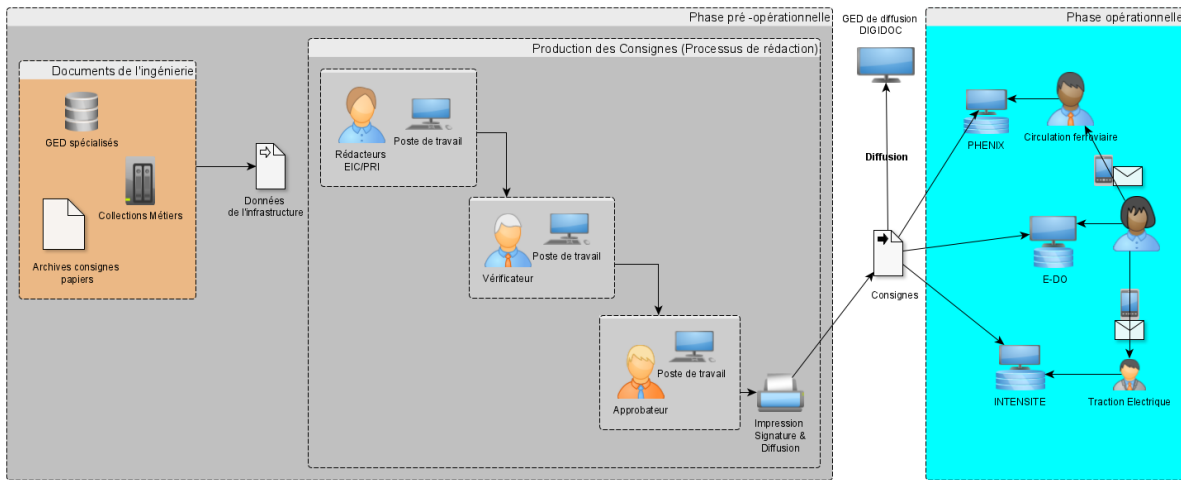 Phase pré -opérationnelle
Documents de l'ingénierie
GED spécialisés
Collections Métiers
Archives consignes
papiers
Données
de l'infrastructure
Production des Consignes (Processus de rédaction)
Poste de travail
Rédacteurs
EIC/PRI
Poste de travail
Vérificateur
Poste de travail
Approbateur
Impression
Signature &
Diffusion
GED de diffusion
DIGIDOC
Diffusion
Consignes
Phase opérationnelle
PHENIX
Circulation ferroviaire
E-DO
INTENSITE
Traction Electrique